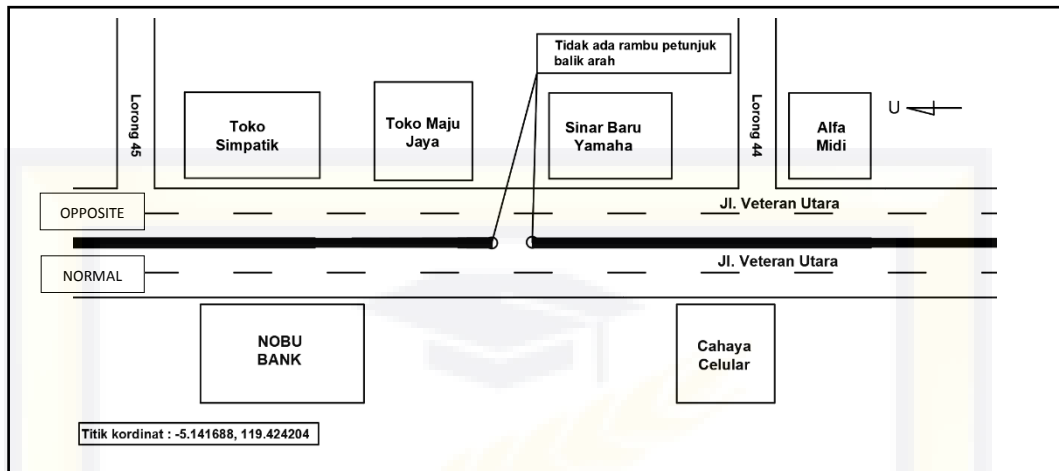 Tidak ada rambu petunjuk
balik arah
Lorong 45
Toko
Simpatik
Toko Maju
Jaya
Sinar Baru
Yamaha
Lorong 44
Alfa
Midi
U
OPPOSITE
Jl. Veteran Utara
NORMAL
Jl. Veteran Utara
NOBU
BANK
Cahaya
Celular
Titik kordinat : -5.141688, 119.424204